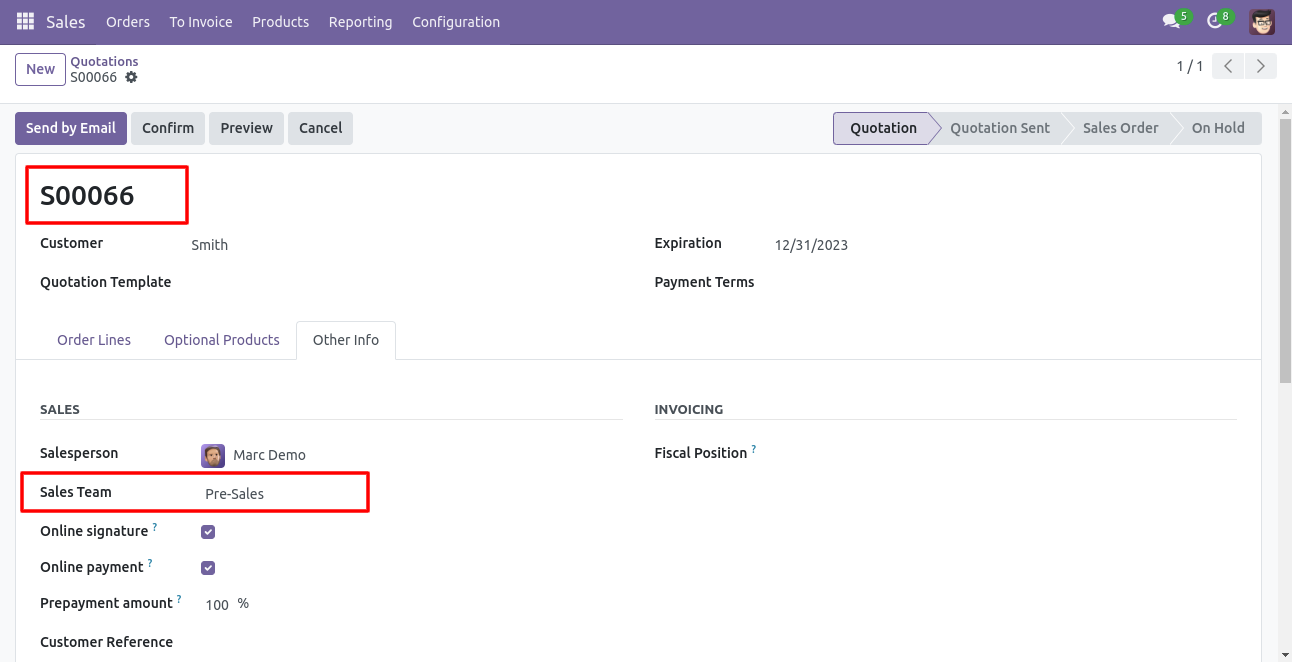 Sales Orders To Invoice Products Reporting Configuration 5 8
New Quotations
S00066
1 / 1
Send by Email Confirm Preview Cancel Quotation Quotation Sent Sales Order On Hold
S00066
Customer Smith Expiration 12/31/2023
Quotation Template Payment Terms
Order Lines Optional Products Other Info
SALES INVOICING
Salesperson Marc Demo Fiscal Position ?
Sales Team Pre-Sales
Online signature ?
Online payment ?
Prepayment amount ? 100 %
Customer Reference